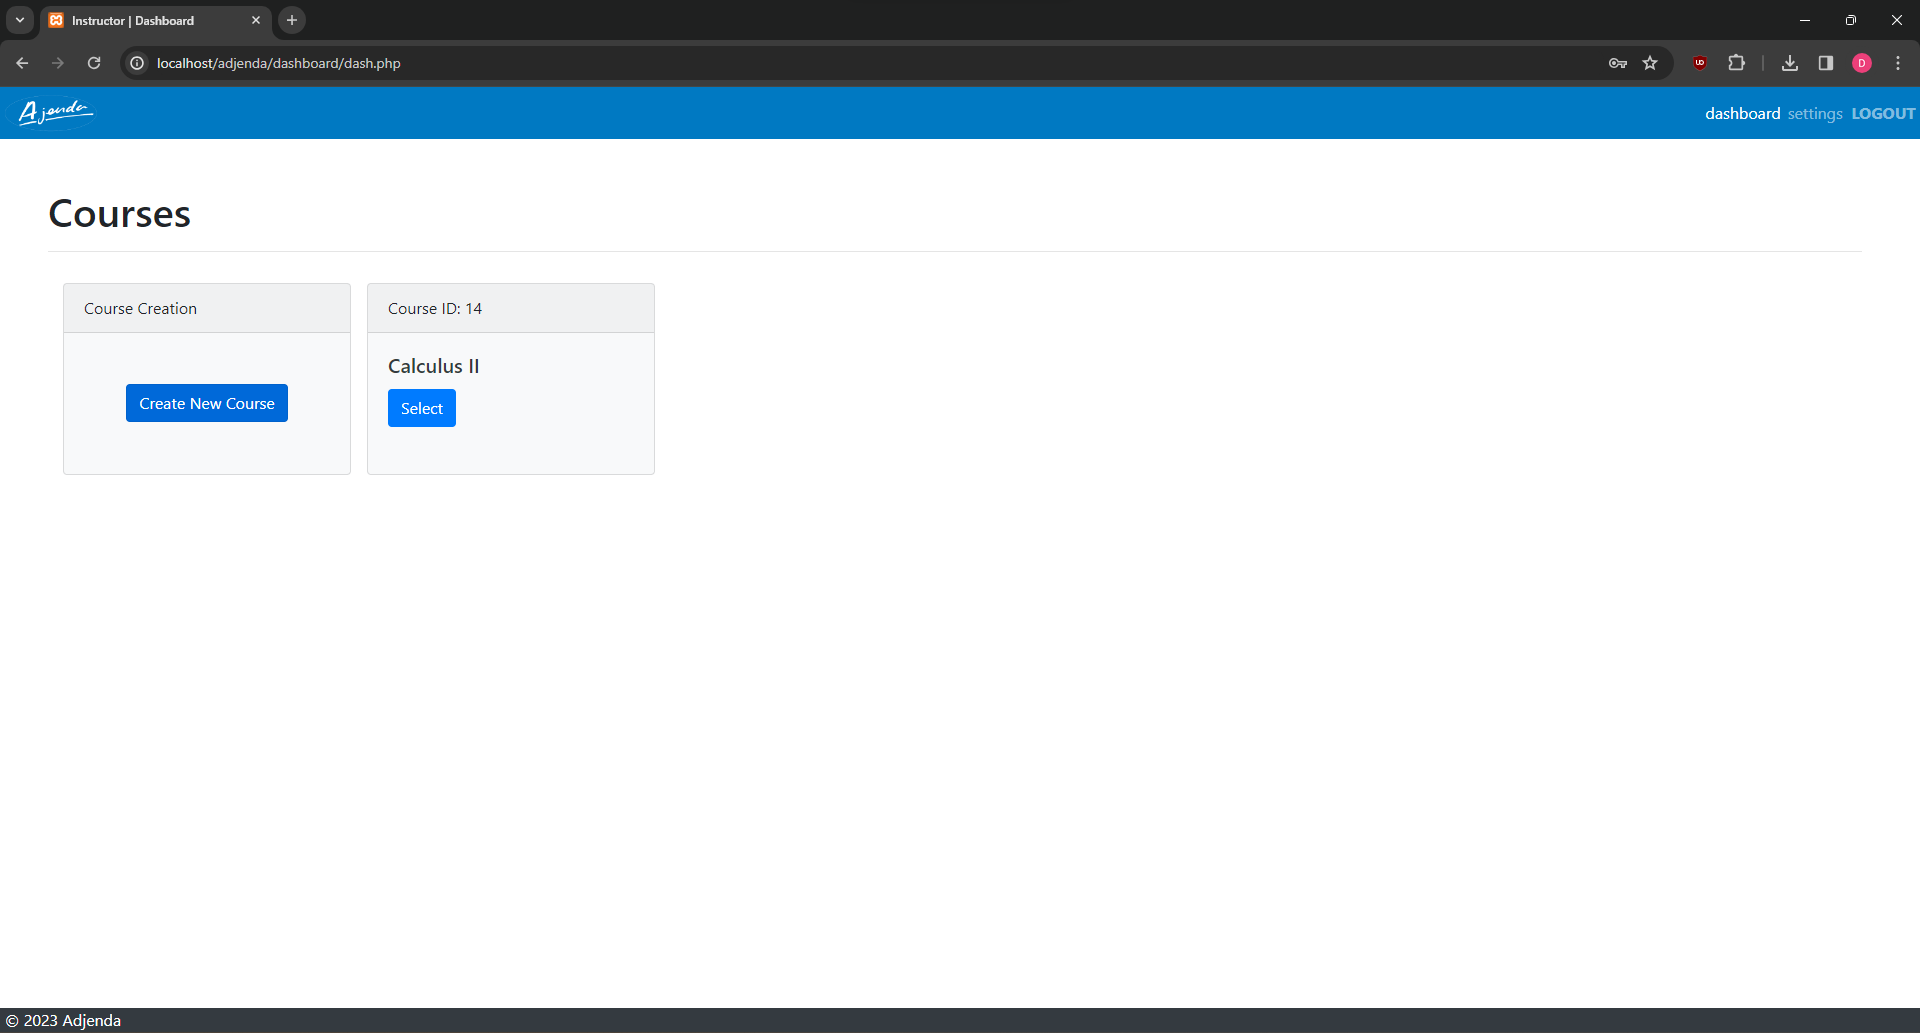 Instructor | Dashboard
localhost/adjenda/dashboard/dash.php
D
Ajenda
dashboard settings LOGOUT
Courses
Course Creation
Create New Course
Course ID: 14
Calculus II
Select
© 2023 Adjenda